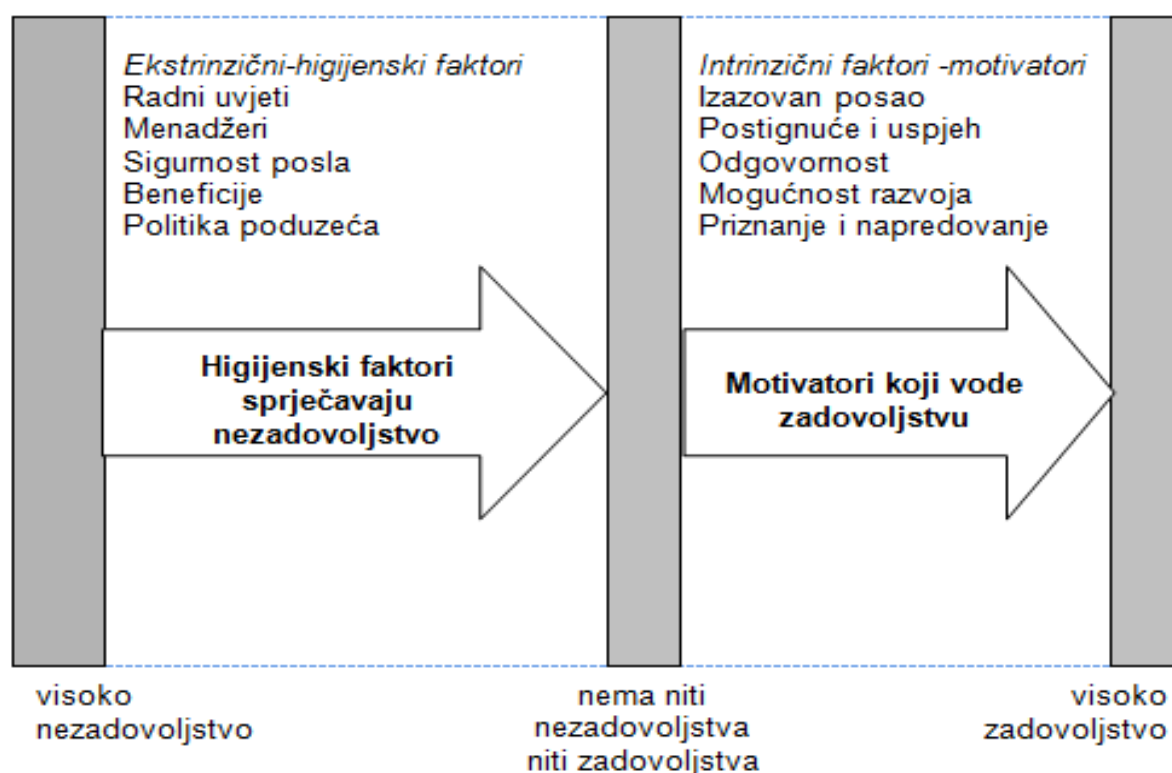 Ekstrinzični-higijenski faktori
Radni uvjeti
Menadžeri
Sigurnost posla
Beneficije
Politika poduzeća
Intrinzični faktori -motivatori
Izazovan posao
Postignuće i uspjeh
Odgovornost
Mogućnost razvoja
Priznanje i napredovanje
Higijenski faktori
sprječavaju
nezadovoljstvo
Motivatori koji vode
zadovoljstvu
visoko
nezadovoljstvo
nema niti
nezadovoljstva
niti zadovoljstva
visoko
zadovoljstvo